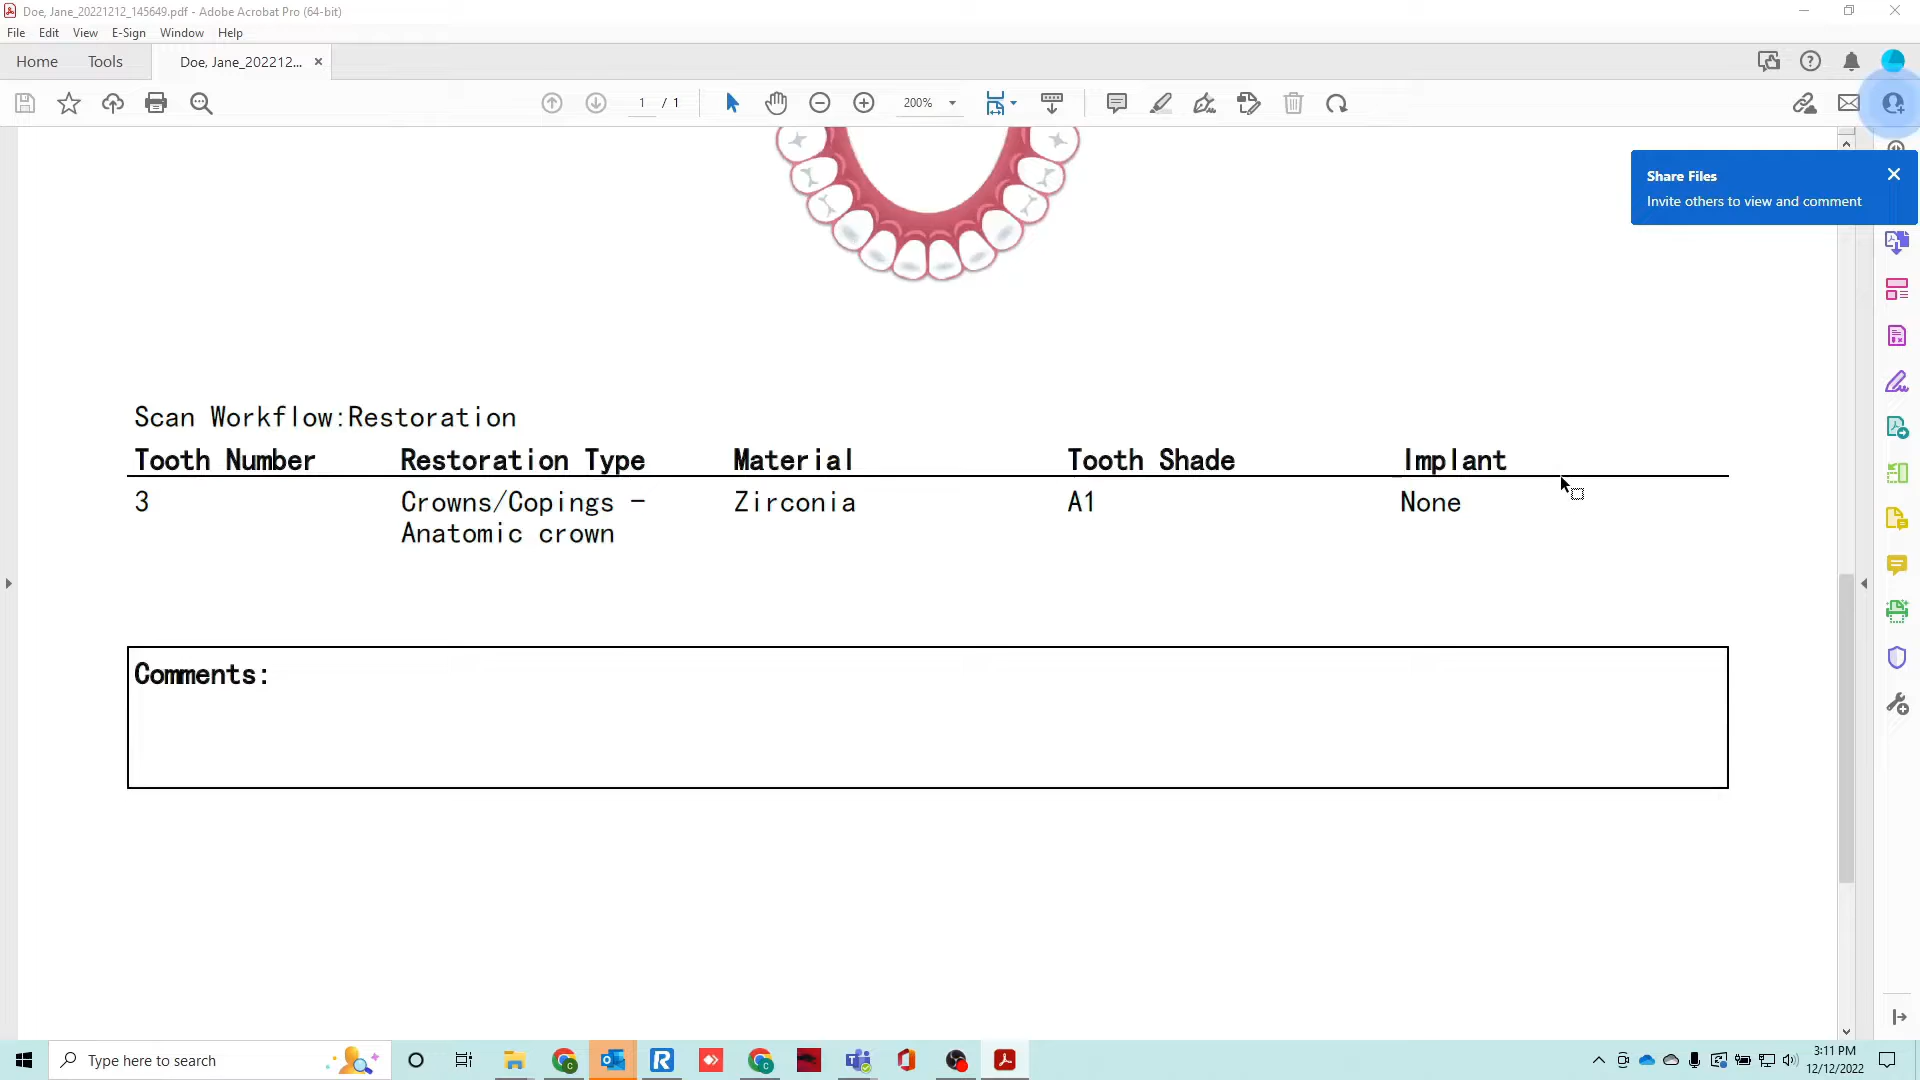 Doe, Jane_20221212_145649.pdf - Adobe Acrobat Pro (64-bit)
File Edit View E-Sign Window Help
Home Tools Doe, Jane_202212...
1 / 1 200%
Share Files
Invite others to view and comment
Scan Workflow:Restoration
Tooth Number Restoration Type Material Tooth Shade Implant
3 Crowns/Copings - Zirconia A1 None
Anatomic crown
Comments:
Type here to search
3:11 PM
12/12/2022